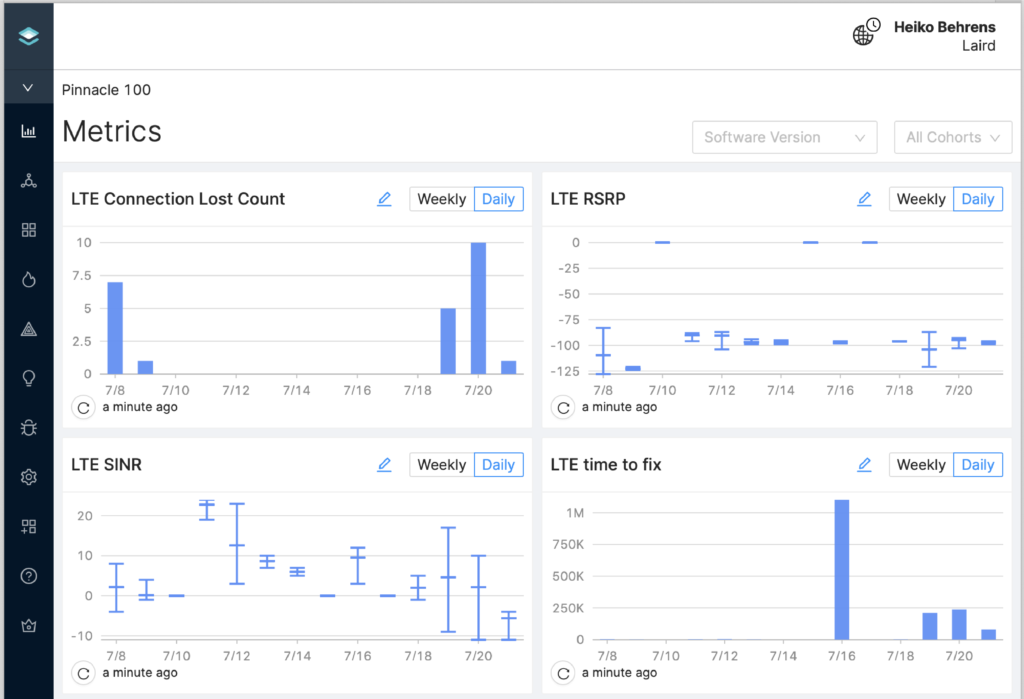 Heiko Behrens
Laird
Pinnacle 100
Metrics
Software Version
All Cohorts
LTE Connection Lost Count
Weekly
Daily
10
7.5
5
2.5
0
7/8 7/10 7/12 7/14 7/16 7/18 7/20
a minute ago
LTE RSRP
Weekly
Daily
0
-25
-50
-75
-100
-125
7/8 7/10 7/12 7/14 7/16 7/18 7/20
a minute ago
LTE SINR
Weekly
Daily
20
10
0
-10
7/8 7/10 7/12 7/14 7/16 7/18 7/20
a minute ago
LTE time to fix
Weekly
Daily
1M
750K
500K
250K
0
7/8 7/10 7/12 7/14 7/16 7/18 7/20
a minute ago